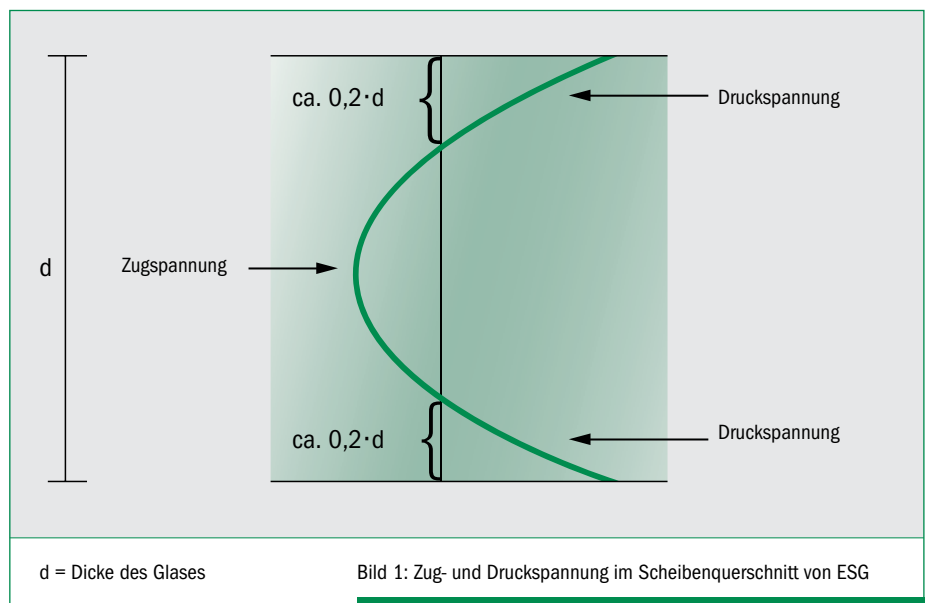 ca. 0,2·d
Druckspannung
d
Zugspannung
ca. 0,2·d
Druckspannung
d = Dicke des Glases
Bild 1: Zug- und Druckspannung im Scheibenquerschnitt von ESG